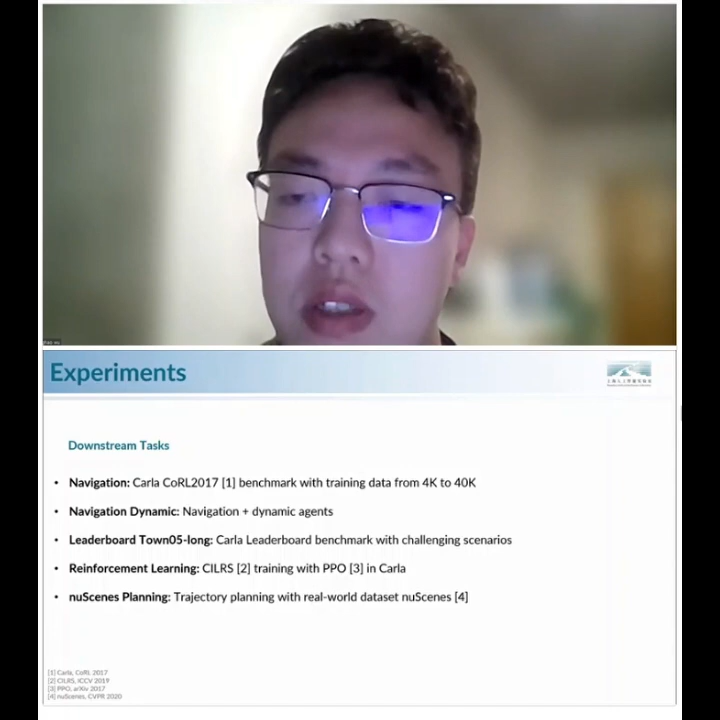 Experiments
Downstream Tasks
• Navigation: Carla CoRL2017 [1] benchmark with training data from 4K to 40K
• Navigation Dynamic: Navigation + dynamic agents
• Leaderboard Town05-long: Carla Leaderboard benchmark with challenging scenarios
• Reinforcement Learning: CILRS [2] training with PPO [3] in Carla
• nuScenes Planning: Trajectory planning with real-world dataset nuScenes [4]
[1] Carla, CoRL 2017
[2] CILRS, ICCV 2019
[3] PPO, arXiv 2017
[4] nuScenes, CVPR 2020